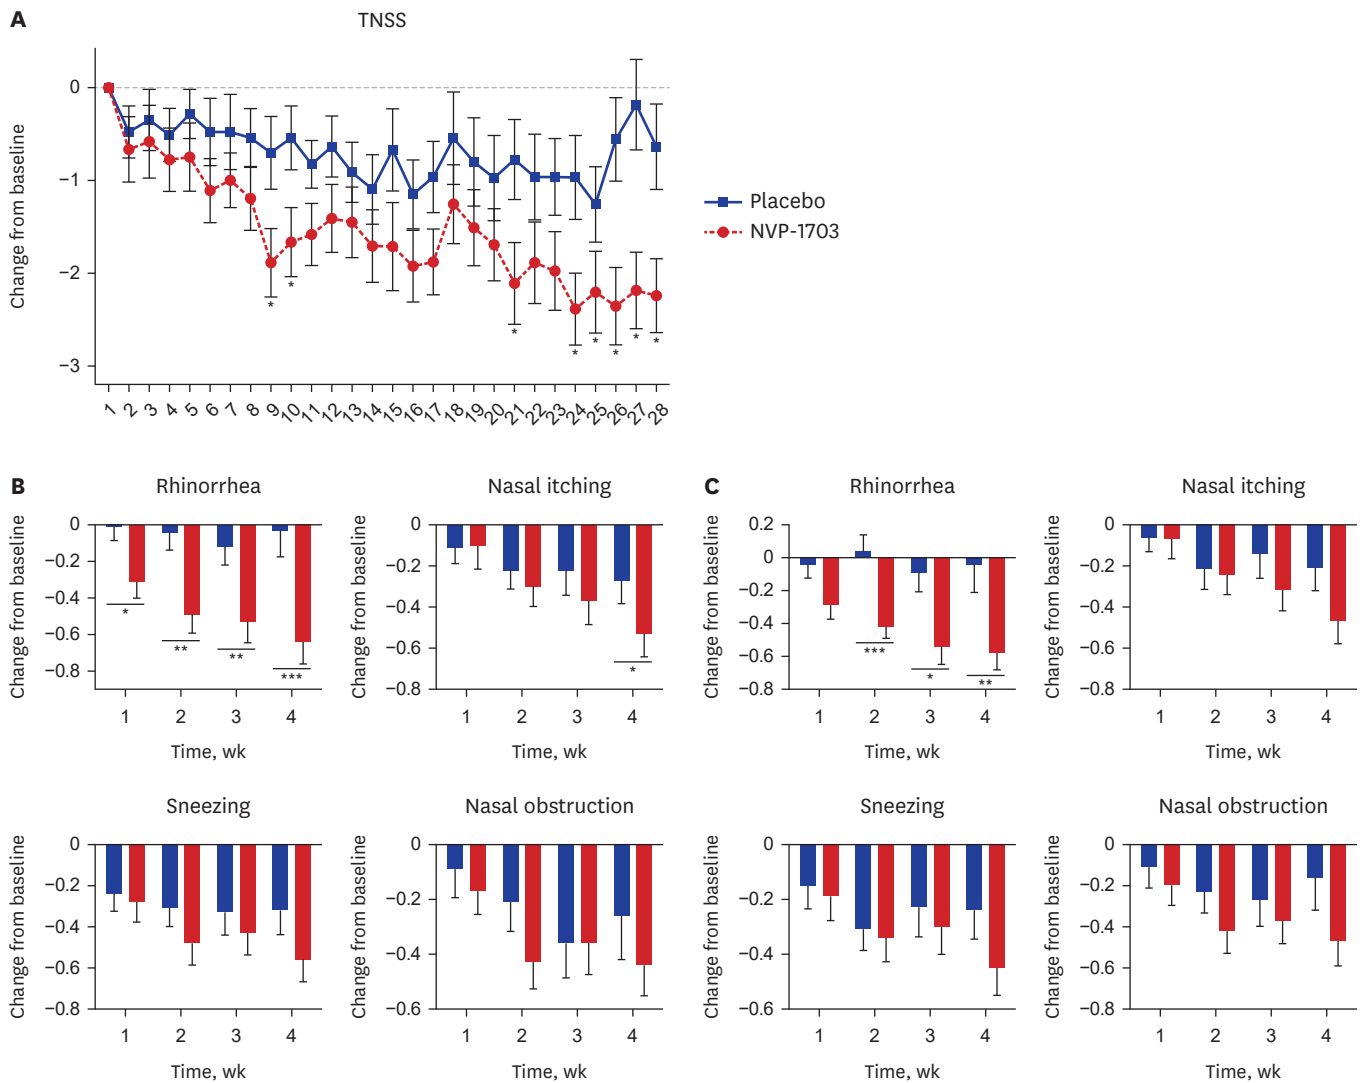 A
TNSS
Change from baseline
0
−1
−2
−3
* * * * * * * *
1 2 3 4 5 6 7 8 9 10 11 12 13 14 15 16 17 18 19 20 21 22 23 24 25 26 27 28
Placebo
NVP-1703
B
Rhinorrhea
Change from baseline
0
−0.2
−0.4
−0.6
−0.8
* ** ** ***
1 2 3 4
Time, wk
Nasal itching
Change from baseline
0
−0.2
−0.4
−0.6
−0.8
*
1 2 3 4
Time, wk
Sneezing
Change from baseline
0
−0.2
−0.4
−0.6
−0.8
1 2 3 4
Time, wk
Nasal obstruction
Change from baseline
0
−0.2
−0.4
−0.6
1 2 3 4
Time, wk
C
Rhinorrhea
Change from baseline
0.2
0
−0.2
−0.4
−0.6
−0.8
*** * **
1 2 3 4
Time, wk
Nasal itching
Change from baseline
0
−0.2
−0.4
−0.6
−0.8
1 2 3 4
Time, wk
Sneezing
Change from baseline
0
−0.2
−0.4
−0.6
1 2 3 4
Time, wk
Nasal obstruction
Change from baseline
0
−0.2
−0.4
−0.6
−0.8
1 2 3 4
Time, wk